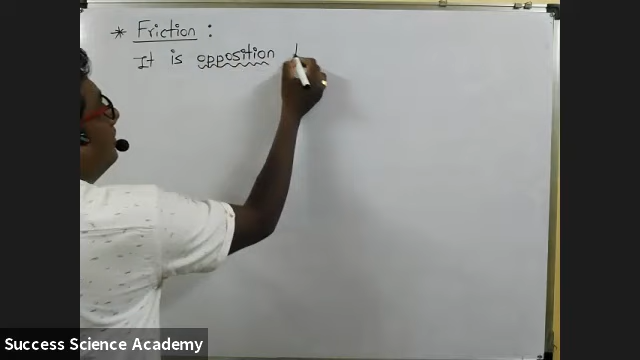 * Friction :
It is opposition
Success Science Academy